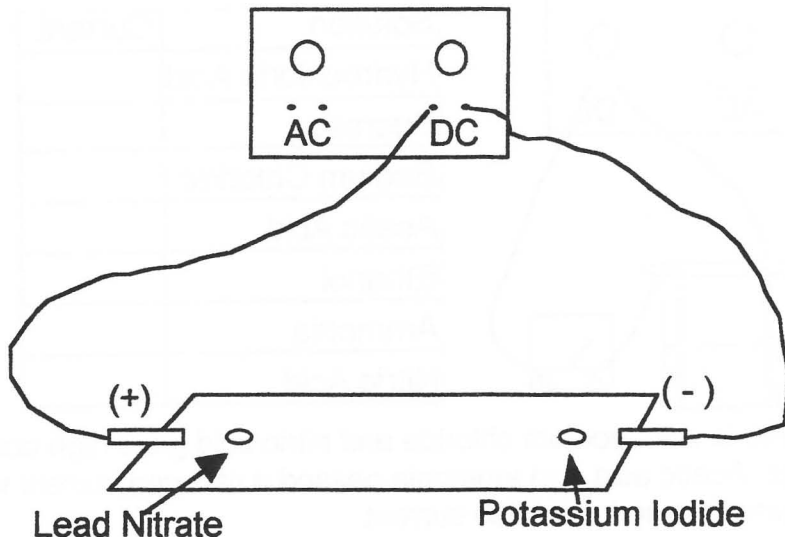 AC DC
(+) (-)
Lead Nitrate Potassium Iodide